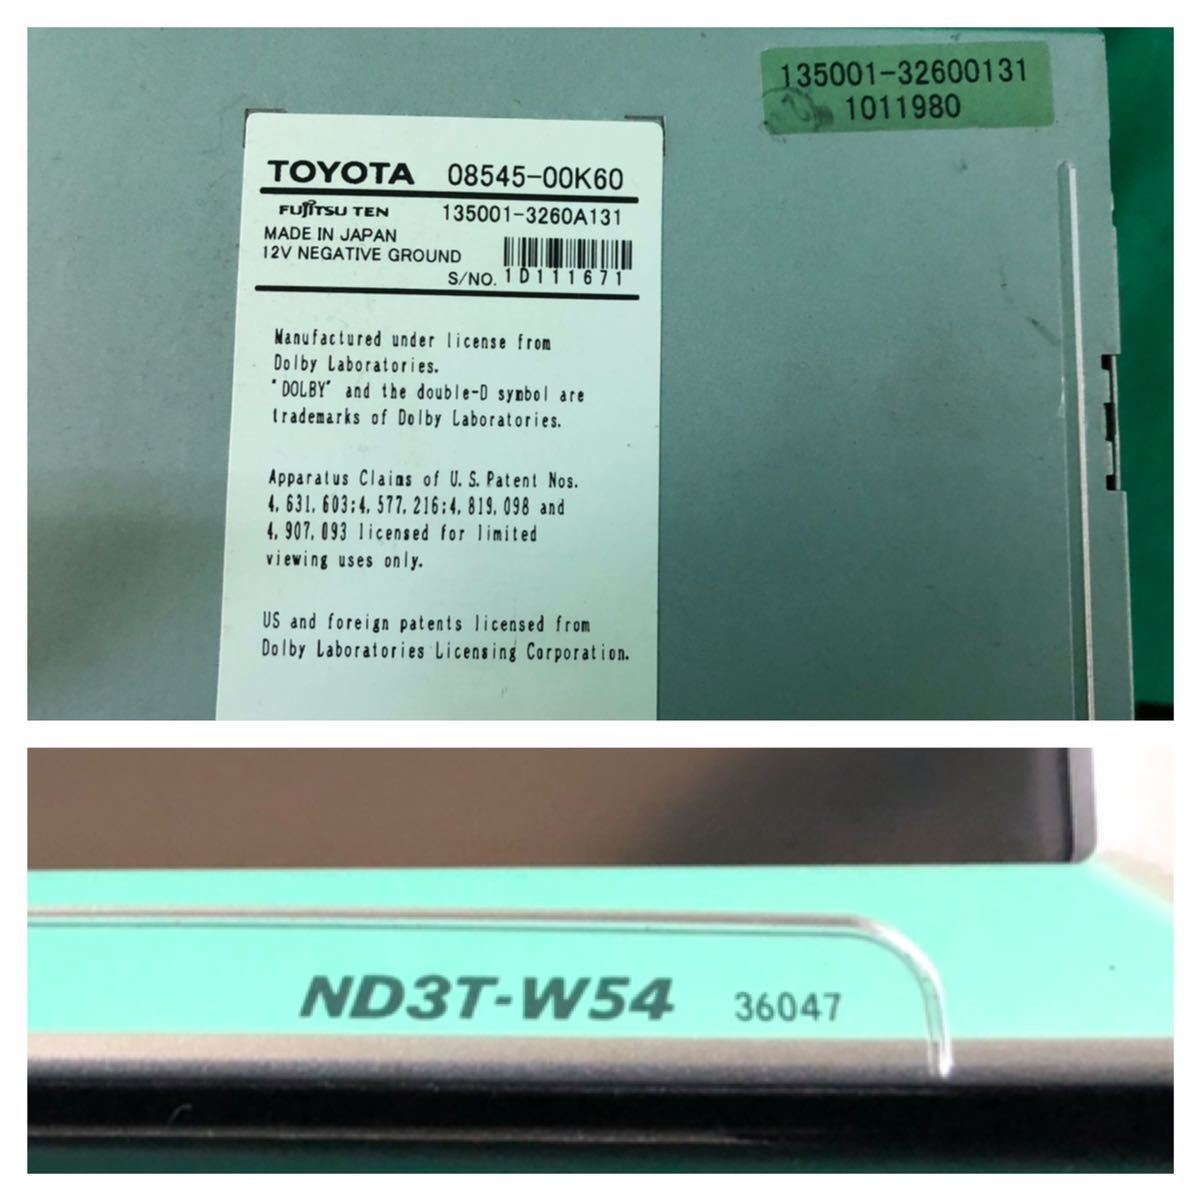 135001-32600131
1011980
TOYOTA 08545-00K60
FUJITSU TEN 135001-3260A131
MADE IN JAPAN
12V NEGATIVE GROUND
S/NO. 1D111671
Manufactured under license from
Dolby Laboratories.
"DOLBY" and the double-D symbol are
trademarks of Dolby Laboratories.
Apparatus Claims of U.S. Patent Nos.
4,631,603;4,577,216;4,819,098 and
4,907,093 licensed for limited
viewing uses only.
US and foreign patents licensed from
Dolby Laboratories Licensing Corporation.
ND3T-W54 36047